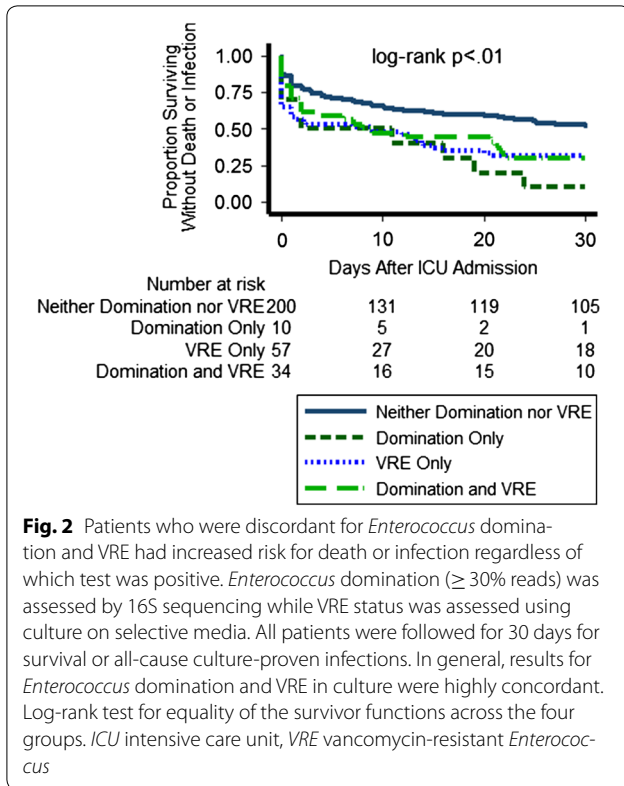 log-rank p<.01
Proportion Surviving
Without Death or Infection
1.00
0.75
0.50
0.25
0.00
0 10 20 30
Days After ICU Admission
Number at risk
Neither Domination nor VRE 200 131 119 105
Domination Only 10 5 2 1
VRE Only 57 27 20 18
Domination and VRE 34 16 15 10
Neither Domination nor VRE
Domination Only
VRE Only
Domination and VRE
Fig. 2 Patients who were discordant for Enterococcus domina-
tion and VRE had increased risk for death or infection regardless of
which test was positive. Enterococcus domination (≥ 30% reads) was
assessed by 16S sequencing while VRE status was assessed using
culture on selective media. All patients were followed for 30 days for
survival or all-cause culture-proven infections. In general, results for
Enterococcus domination and VRE in culture were highly concordant.
Log-rank test for equality of the survivor functions across the four
groups. ICU intensive care unit, VRE vancomycin-resistant Enterococ-
cus